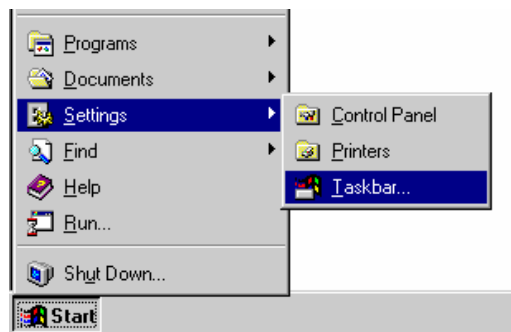 Programs
Documents
Settings
Find
Help
Run...
Shut Down...
Start
Control Panel
Printers
Taskbar...